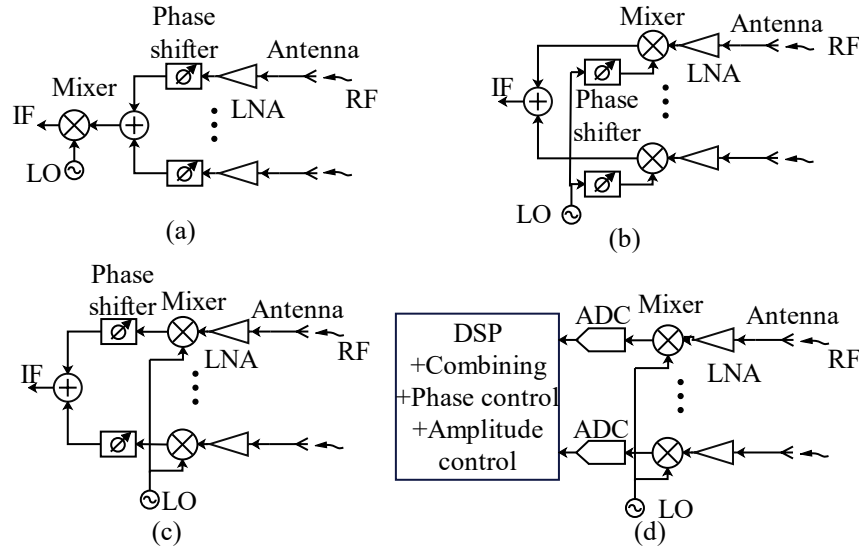 Phase
shifter
Antenna
Mixer
LNA
RF
IF
LO
(a)
Mixer
Antenna
RF
LNA
IF
Phase
shifter
LO
(b)
Phase
shifter
Mixer
Antenna
LNA
RF
IF
LO
(c)
ADC
Mixer
Antenna
DSP
+Combining
+Phase control
+Amplitude
control
LNA
RF
ADC
LO
(d)